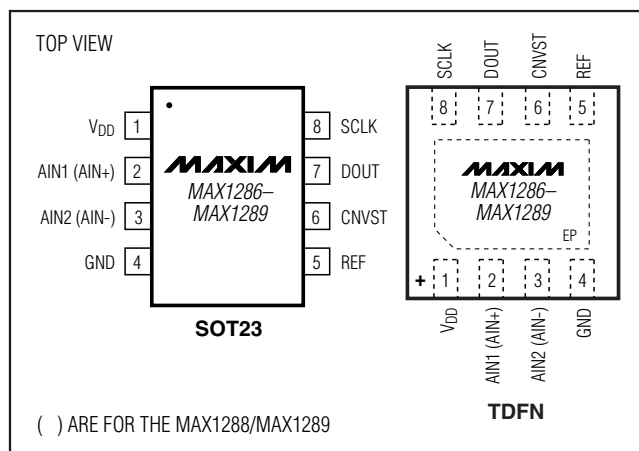 TOP VIEW
VDD 1
AIN1 (AIN+) 2
AIN2 (AIN-) 3
GND 4
8 SCLK
7 DOUT
6 CNVST
5 REF
MAXIM
MAX1286–
MAX1289
SOT23
SCLK DOUT CNVST REF
8 7 6 5
MAXIM
MAX1286–
MAX1289
EP
+ 1 2 3 4
VDD AIN1 (AIN+) AIN2 (AIN-) GND
TDFN
( ) ARE FOR THE MAX1288/MAX1289